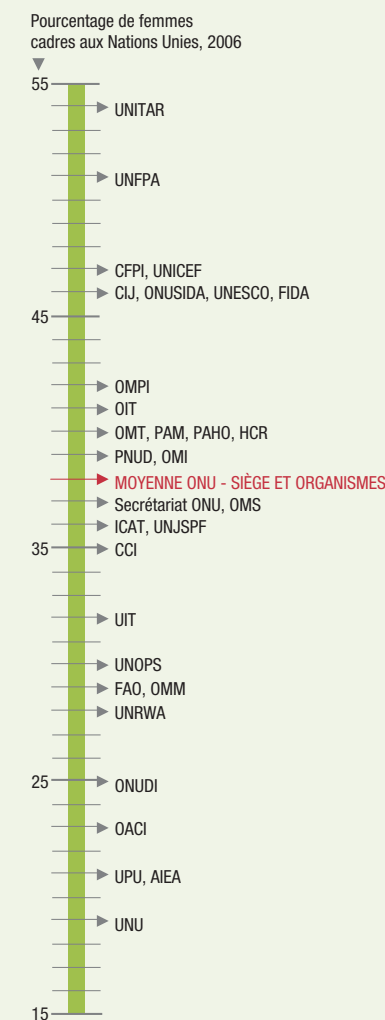 Pourcentage de femmes
cadres aux Nations Unies, 2006
55
UNITAR
UNFPA
CFPI, UNICEF
CIJ, ONUSIDA, UNESCO, FIDA
45
OMPI
OIT
OMT, PAM, PAHO, HCR
PNUD, OMI
MOYENNE ONU - SIÈGE ET ORGANISMES
Secrétariat ONU, OMS
ICAT, UNJSPF
35
CCI
UIT
UNOPS
FAO, OMM
UNRWA
25
ONUDI
OACI
UPU, AIEA
UNU
15